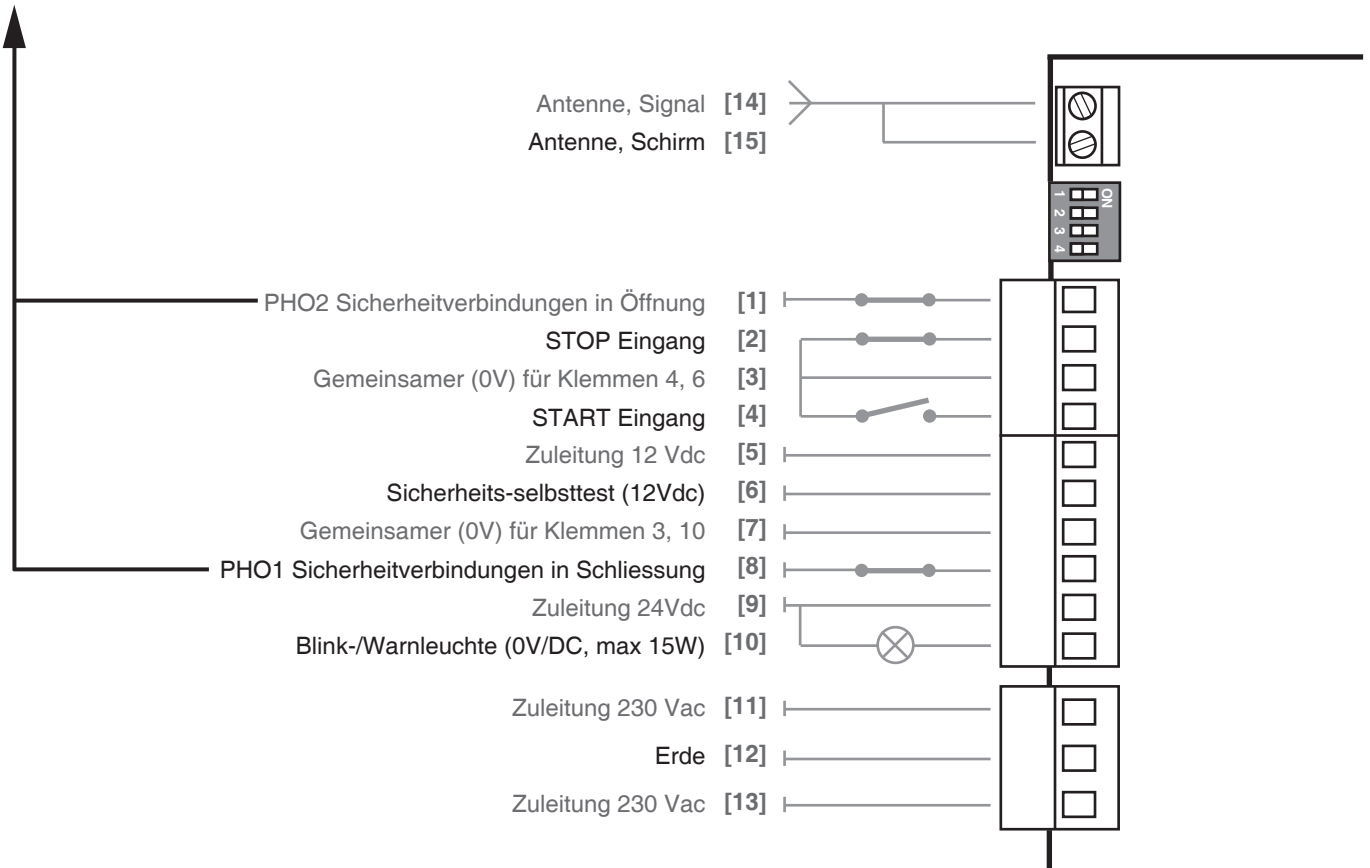 Antenne, Signal [14]
Antenne, Schirm [15]
ON
1
2
3
4
PHO2 Sicherheitverbindungen in Öffnung [1]
STOP Eingang [2]
Gemeinsamer (0V) für Klemmen 4, 6 [3]
START Eingang [4]
Zuleitung 12 Vdc [5]
Sicherheits-selbsttest (12Vdc) [6]
Gemeinsamer (0V) für Klemmen 3, 10 [7]
PHO1 Sicherheitverbindungen in Schliessung [8]
Zuleitung 24Vdc [9]
Blink-/Warnleuchte (0V/DC, max 15W) [10]
Zuleitung 230 Vac [11]
Erde [12]
Zuleitung 230 Vac [13]